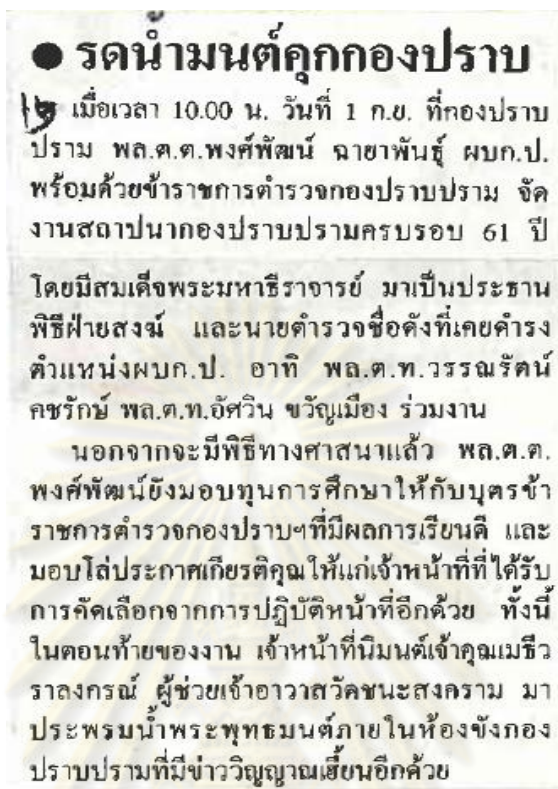 ● รดน้ำมนต์คุกกองปราบ
เมื่อเวลา 10.00 น. วันที่ 1 ก.ย. ที่กองปราบ
ปราม พล.ต.ต.พงศ์พัฒน์ ฉายาพันธุ์ ผบก.ป.
พร้อมด้วยข้าราชการตำรวจกองปราบปราม จัด
งานสถาปนากองปราบปรามครบรอบ 61 ปี
โดยมีสมเด็จพระมหาธีราจารย์ มาเป็นประธาน
พิธีฝ่ายสงฆ์ และนายตำรวจชื่อดังที่เคยดำรง
ตำแหน่งผบก.ป. อาทิ พล.ต.ท.วรรณรัตน์
คชรักษ์ พล.ต.ท.อัศวิน ขวัญเมือง ร่วมงาน
นอกจากจะมีพิธีทางศาสนาแล้ว พล.ต.ต.
พงศ์พัฒน์ยังมอบทุนการศึกษาให้กับบุตรข้า
ราชการตำรวจกองปราบฯที่มีผลการเรียนดี และ
มอบโล่ประกาศเกียรติคุณให้แก่เจ้าหน้าที่ที่ได้รับ
การคัดเลือกจากการปฏิบัติหน้าที่อีกด้วย ทั้งนี้
ในตอนท้ายของงาน เจ้าหน้าที่นิมนต์เจ้าคุณเมธีว
ราลงกรณ์ ผู้ช่วยเจ้าอาวาสวัดชนะสงคราม มา
ประพรมน้ำพระพุทธมนต์ภายในห้องขังกอง
ปราบปรามที่มีข่าววิญญาณเฮี้ยนอีกด้วย